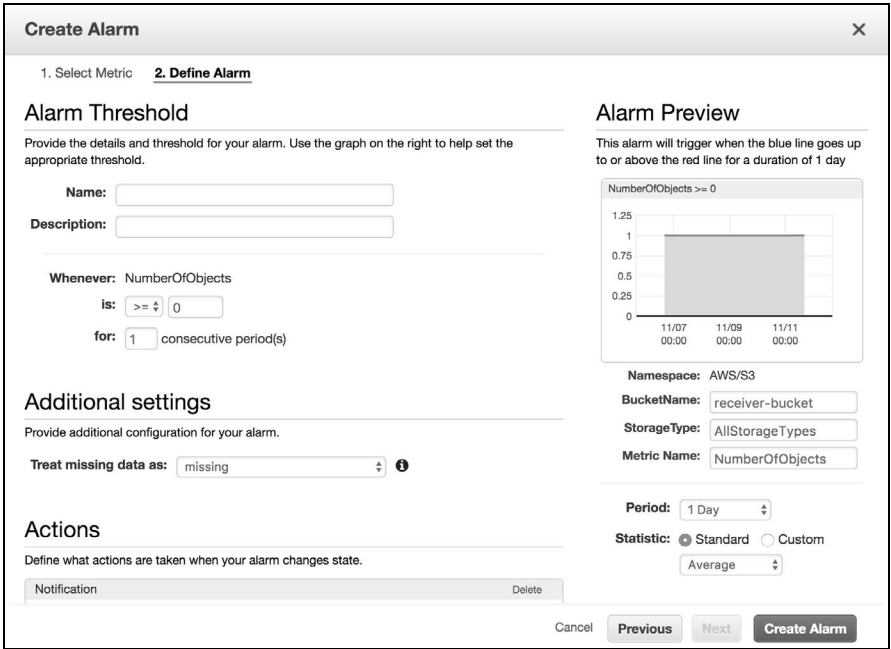 Create Alarm
1. Select Metric 2. Define Alarm
Alarm Threshold
Provide the details and threshold for your alarm. Use the graph on the right to help set the
appropriate threshold.
Name:
Description:
Whenever: NumberOfObjects
is: >= 0
for: 1 consecutive period(s)
Additional settings
Provide additional configuration for your alarm.
Treat missing data as: missing
Actions
Define what actions are taken when your alarm changes state.
Notification Delete
Alarm Preview
This alarm will trigger when the blue line goes up
to or above the red line for a duration of 1 day
NumberOfObjects >= 0
1.25
1
0.75
0.5
0.25
0
11/07 11/09 11/11
00:00 00:00 00:00
Namespace: AWS/S3
BucketName: receiver-bucket
StorageType: AllStorageTypes
Metric Name: NumberOfObjects
Period: 1 Day
Statistic: Standard Custom
Average
Cancel Previous Next Create Alarm